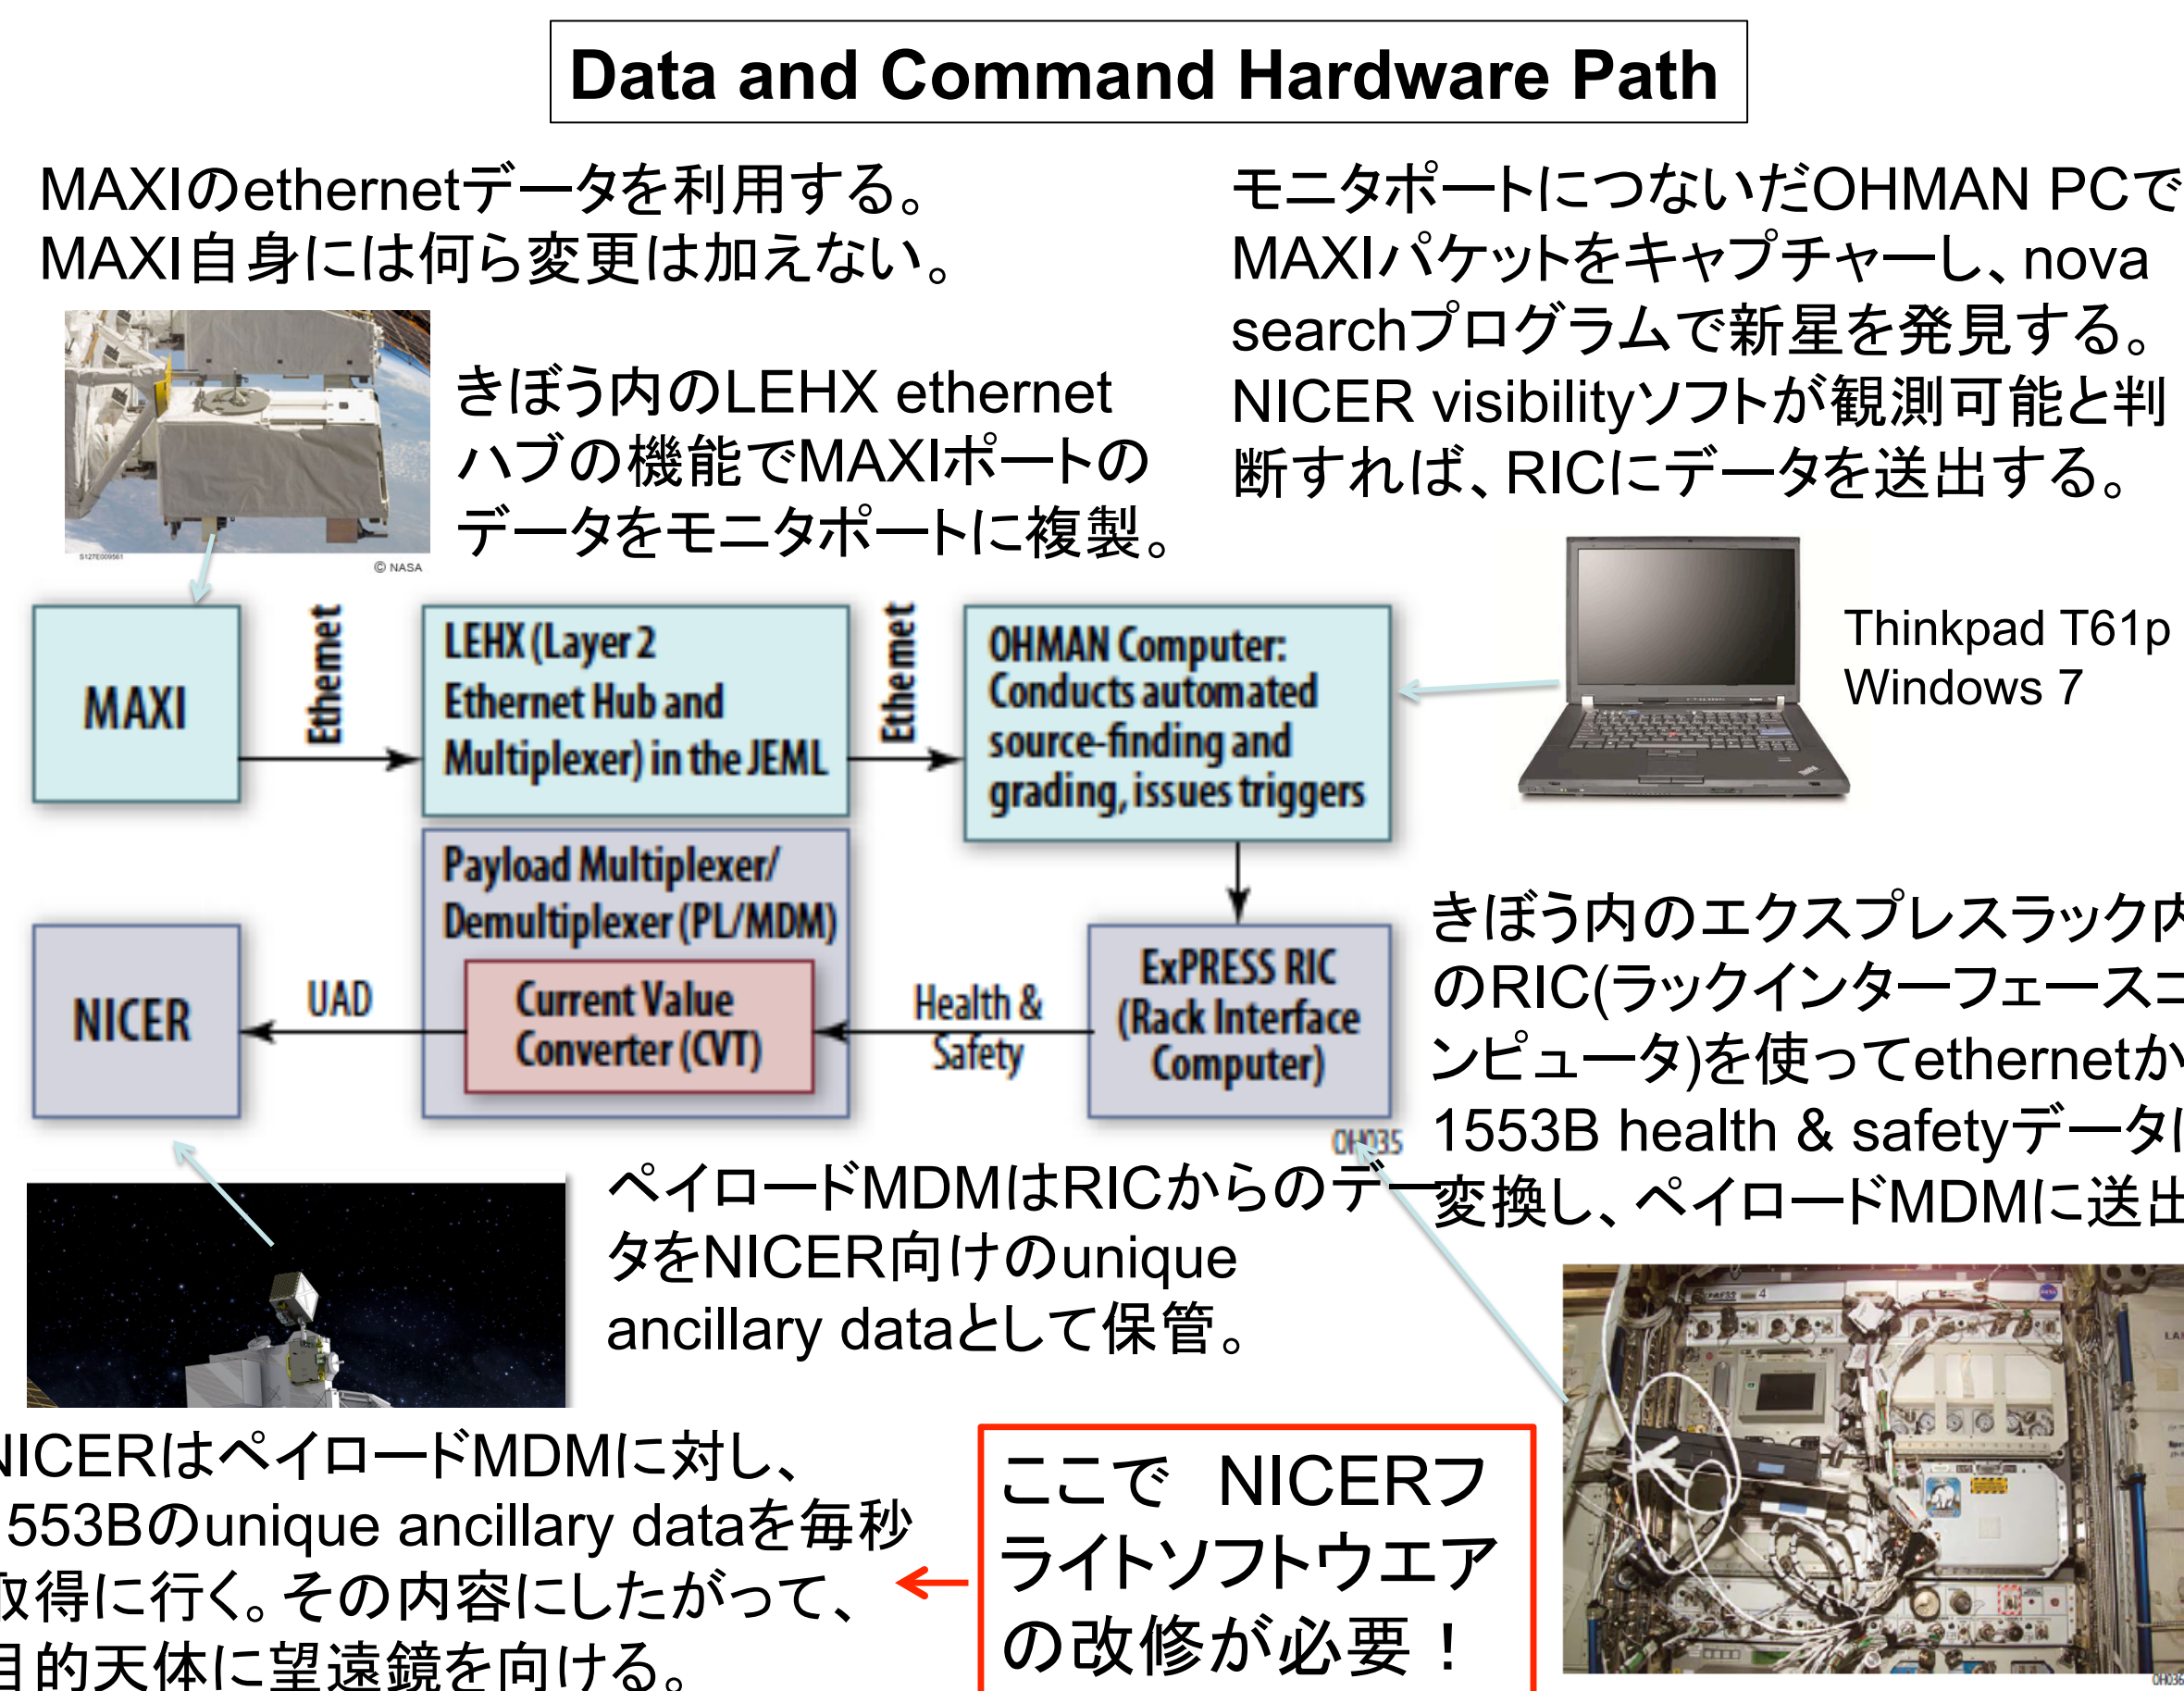 Data and Command Hardware Path
MAXIのethernetデータを利用する。
MAXI自身には何ら変更は加えない。
モニタポートにつないだOHMAN PCで
MAXIパケットをキャプチャーし、nova
searchプログラムで新星を発見する。
NICER visibilityソフトが観測可能と判
断すれば、RICにデータを送出する。
きぼう内のLEHX ethernet
ハブの機能でMAXIポートの
データをモニタポートに複製。
S127E009561
© NASA
MAXI
Ethernet
LEHX (Layer 2
Ethernet Hub and
Multiplexer) in the JEML
Ethernet
OHMAN Computer:
Conducts automated
source-finding and
grading, issues triggers
Thinkpad T61p
Windows 7
Payload Multiplexer/
Demultiplexer (PL/MDM)
NICER
UAD
Current Value
Converter (CVT)
Health &
Safety
ExPRESS RIC
(Rack Interface
Computer)
OH035
きぼう内のエクスプレスラック内
のRIC(ラックインターフェースコ
ンピュータ)を使ってethernetか
1553B health & safetyデータに
変換し、ペイロードMDMに送出
ペイロードMDMはRICからのデー
タをNICER向けのunique
ancillary dataとして保管。
NICERはペイロードMDMに対し、
553Bのunique ancillary dataを毎秒
取得に行く。その内容にしたがって、
目的天体に望遠鏡を向ける。
ここで　NICERフ
ライトソフトウエア
の改修が必要！
4
OH036